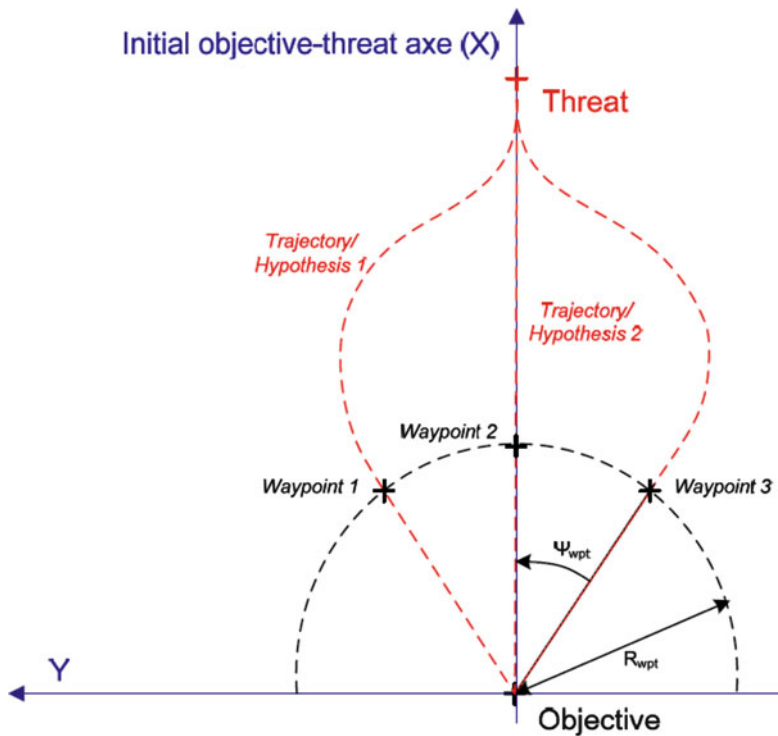 Initial objective-threat axe (X)
Threat
Trajectory/
Hypothesis 1
Trajectory/
Hypothesis 2
Waypoint 2
Waypoint 1
Waypoint 3
Ψwpt
Rwpt
Y
Objective